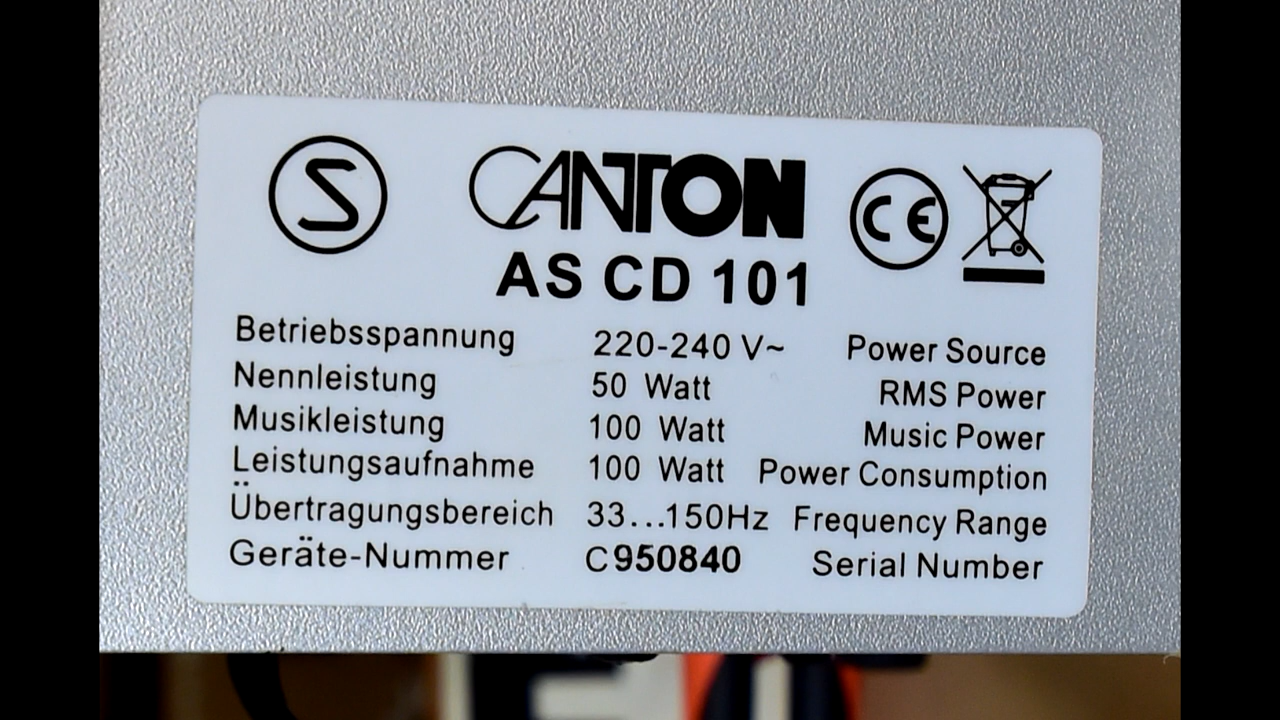 S CANTON CE
AS CD 101
Betriebsspannung 220-240 V~ Power Source
Nennleistung 50 Watt RMS Power
Musikleistung 100 Watt Music Power
Leistungsaufnahme 100 Watt Power Consumption
Übertragungsbereich 33...150Hz Frequency Range
Geräte-Nummer C950840 Serial Number